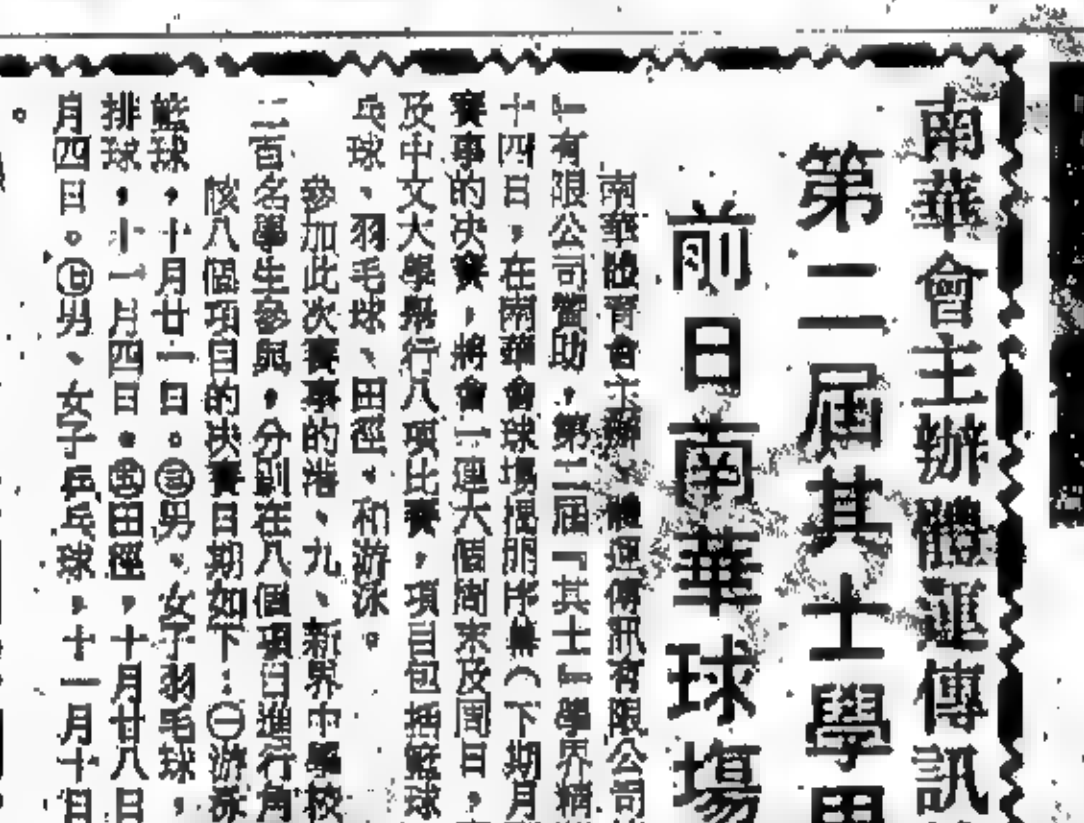 南華會主辦體運傳訊
第二屆其士學界
前日南華球場
南華體育會主辦、體運傳訊有限公司
』有限公司贊助,第二屆『其士』學界精
十四日,在南華會球場揭開序幕(下期月
賽事的決賽,將會一連六個周末及周日,
及中文大學舉行八項比賽,項目包括籃球
乓球、羽毛球、田徑、和游泳。
參加此次賽事的港、九、新界中學校
二百名學生參與,分別在八個項目進行角
該八個項目的決賽日期如下:㊀游泳
籃球,十月廿一日。㊂男、女子羽毛球,
排球,十一月四日。㊄田徑,十月廿八日
月四日。㊆男、女子乒乓球,十一月十日
。